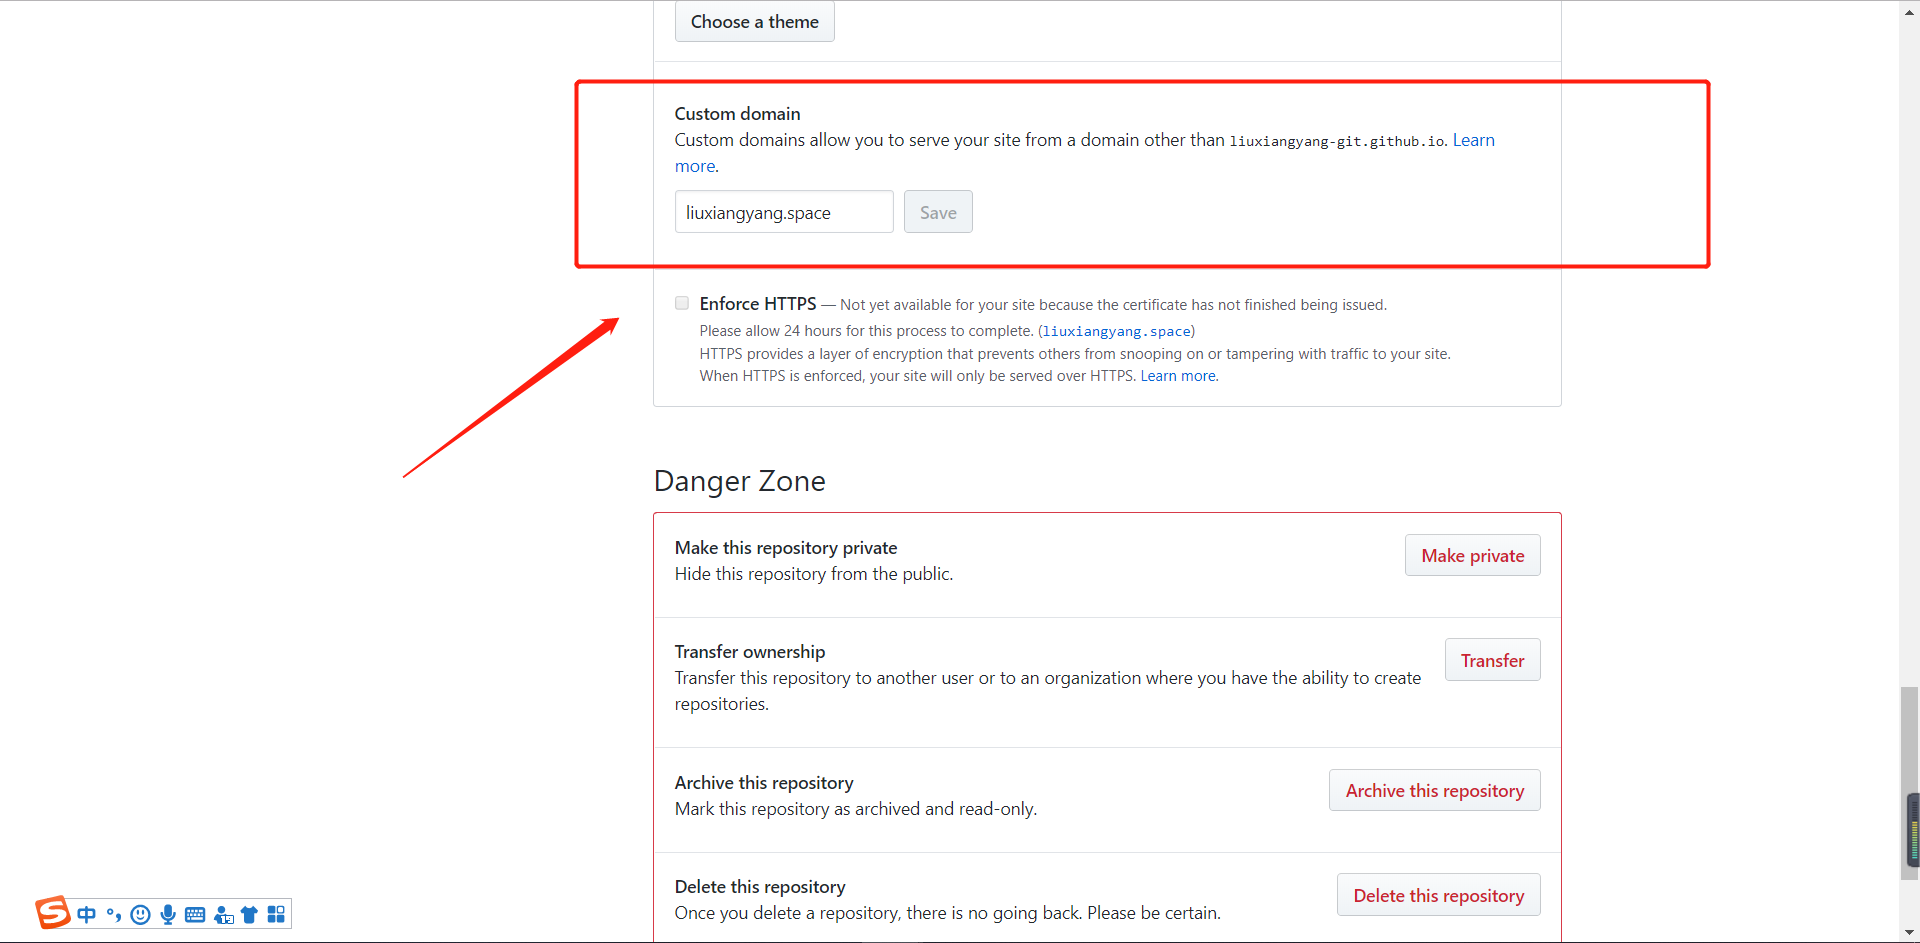 Choose a theme
Custom domain
Custom domains allow you to serve your site from a domain other than liuxiangyang-git.github.io. Learn
more.
liuxiangyang.space
Save
Enforce HTTPS — Not yet available for your site because the certificate has not finished being issued.
Please allow 24 hours for this process to complete. (liuxiangyang.space)
HTTPS provides a layer of encryption that prevents others from snooping on or tampering with traffic to your site.
When HTTPS is enforced, your site will only be served over HTTPS. Learn more.
Danger Zone
Make this repository private
Hide this repository from the public.
Make private
Transfer ownership
Transfer this repository to another user or to an organization where you have the ability to create
repositories.
Transfer
Archive this repository
Mark this repository as archived and read-only.
Archive this repository
Delete this repository
Once you delete a repository, there is no going back. Please be certain.
Delete this repository
S 中